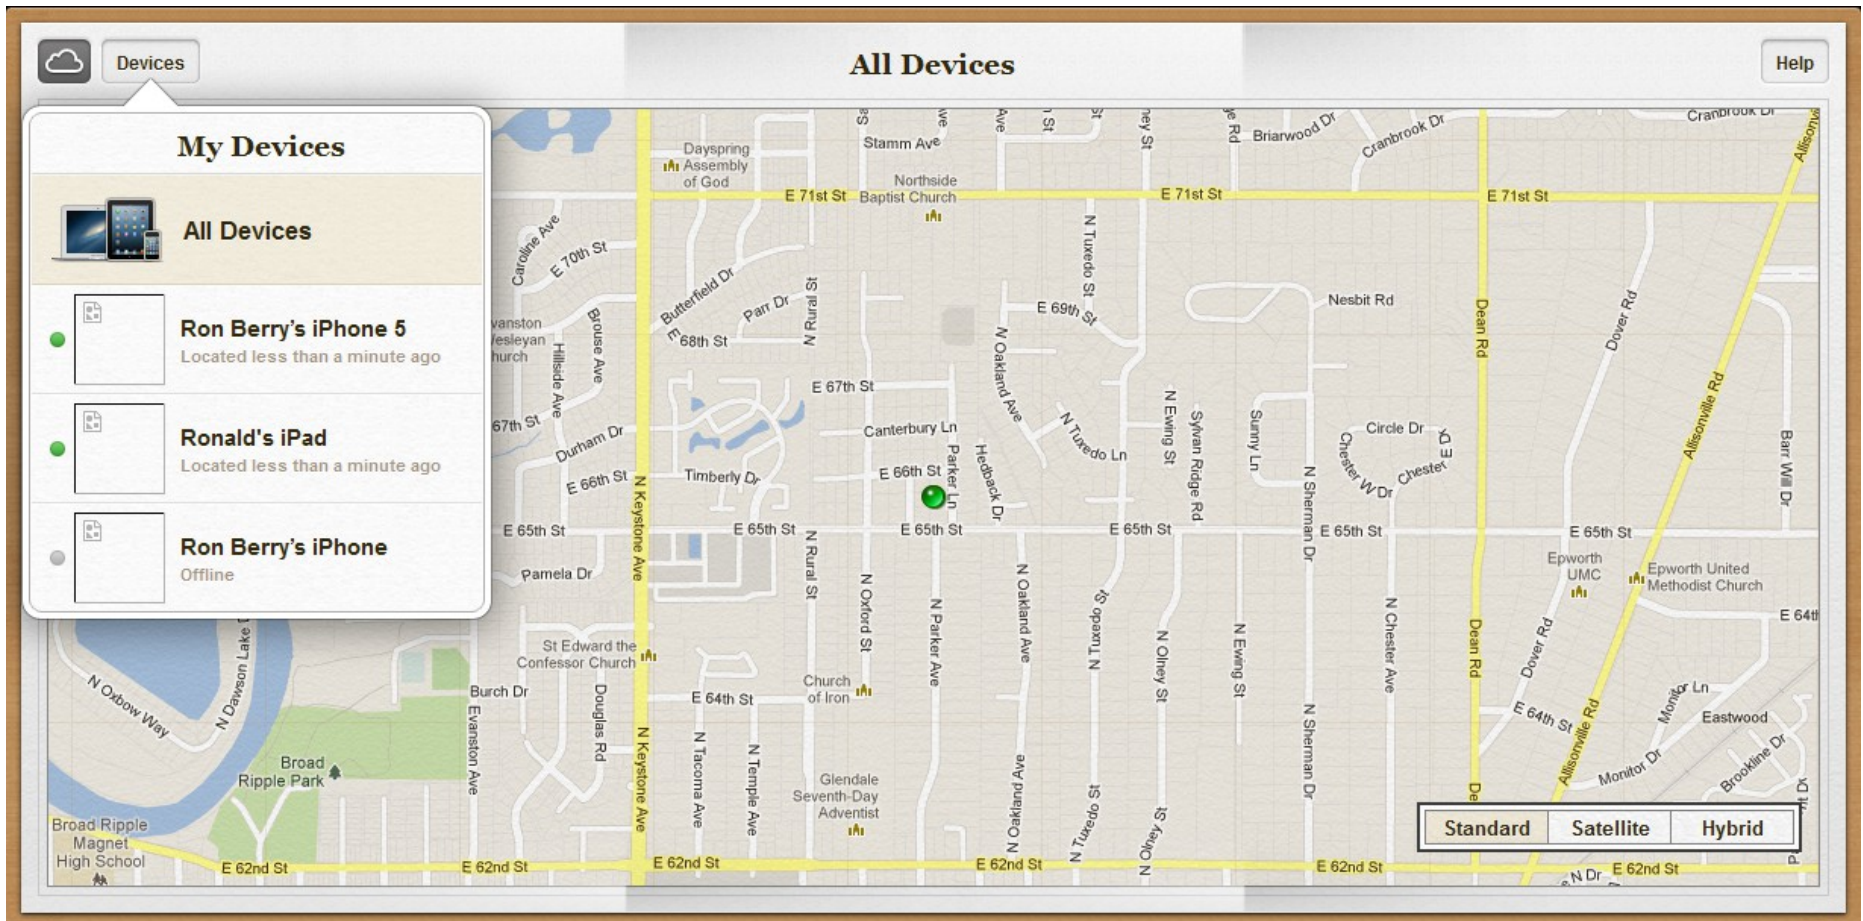 Devices
All Devices
Help
My Devices
All Devices
Ron Berry’s iPhone 5
Located less than a minute ago
Ronald's iPad
Located less than a minute ago
Ron Berry’s iPhone
Offline
Stamm Ave
Briarwood Dr
Cranbrook Dr
Cranbrook Dr
Dayspring
Assembly
of God
Northside
Baptist Church
E 71st St
E 71st St
E 71st St
Caroline Ave
E 70th St
Butterfield Dr
Parr Dr
N Rural St
N Tuxedo St
E 69th St
Nesbit Rd
Dean Rd
Dover Rd
Allisonville Rd
E 68th St
Brouse Ave
Hillside Ave
E 67th St
67th St
Durham Dr
Canterbury Ln
E 66th St
E 66th St
Timberly Dr
Parker Ln
Hedback Dr
N Oakland Ave
N Tuxedo Ln
N Ewing St
Sylvan Ridge Rd
Sunny Ln
Circle Dr
Chester W Dr
Chester E Dr
Barr Will Dr
N Keystone Ave
N Sherman Dr
E 65th St
E 65th St
E 65th St
E 65th St
E 65th St
E 65th St
Pamela Dr
N Rural St
N Oxford St
N Parker Ave
N Oakland Ave
N Tuxedo St
N Olney St
N Ewing St
N Chester Ave
Epworth
UMC
Epworth United
Methodist Church
E 64th
Dean Rd
Dover Rd
St Edward the
Confessor Church
Church
of Iron
N Oxbow Way
N Dawson Lake
Burch Dr
Evanston Ave
Douglas Rd
E 64th St
N Keystone Ave
N Tacoma Ave
N Temple Ave
N Sherman Dr
E 64th St
Monitor Ln
Eastwood
Allisonville Rd
Monitor Dr
Brookline Dr
Broad
Ripple Park
Glendale
Seventh-Day
Adventist
N Oakland Ave
N Tuxedo St
N Olney St
Broad Ripple
Magnet
High School
Standard
Satellite
Hybrid
E 62nd St
E 62nd St
E 62nd St
E 62nd St
E 62nd St
E 62nd St
N Dr